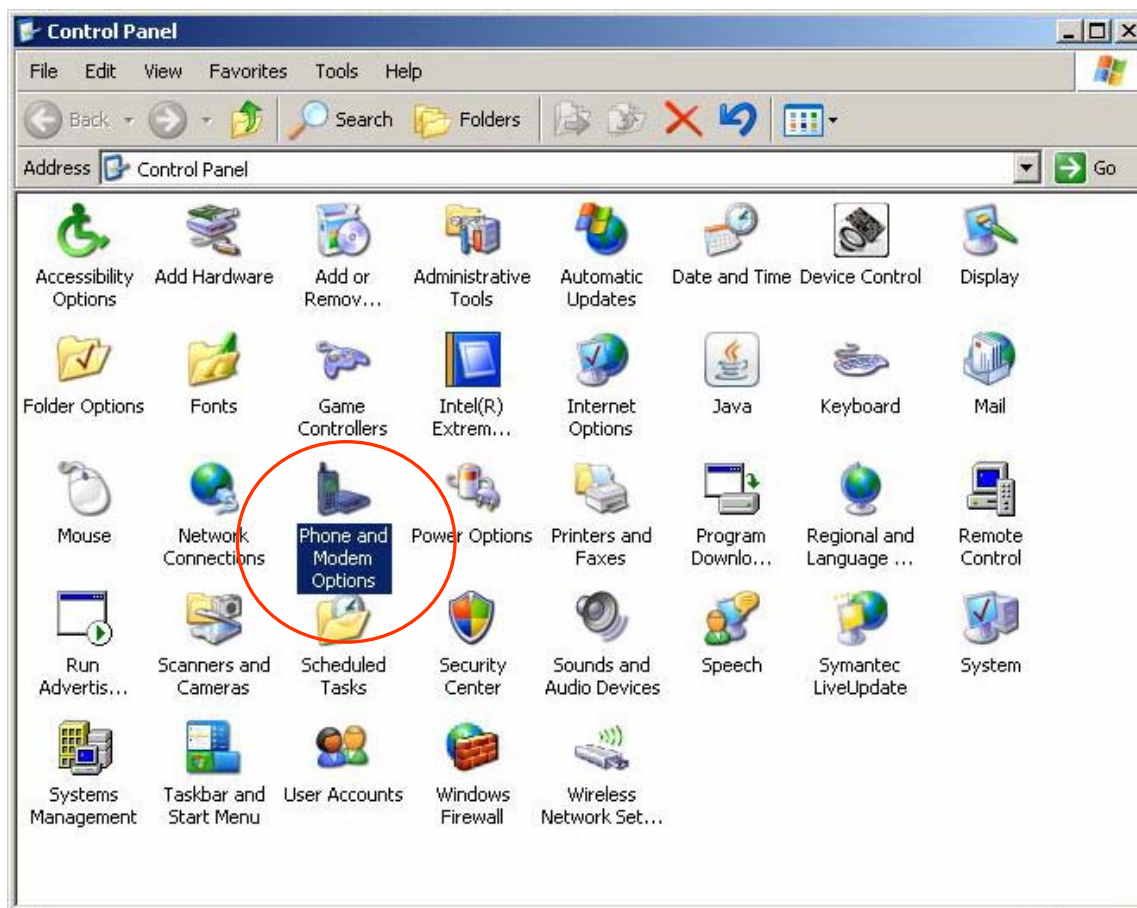 Control Panel
File Edit View Favorites Tools Help
Back Search Folders
Address Control Panel Go
Accessibility Options
Add Hardware
Add or Remov...
Administrative Tools
Automatic Updates
Date and Time
Device Control
Display
Folder Options
Fonts
Game Controllers
Intel(R) Extrem...
Internet Options
Java
Keyboard
Mail
Mouse
Network Connections
Phone and Modem Options
Power Options
Printers and Faxes
Program Downlo...
Regional and Language ...
Remote Control
Run Advertis...
Scanners and Cameras
Scheduled Tasks
Security Center
Sounds and Audio Devices
Speech
Symantec LiveUpdate
System
Systems Management
Taskbar and Start Menu
User Accounts
Windows Firewall
Wireless Network Set...